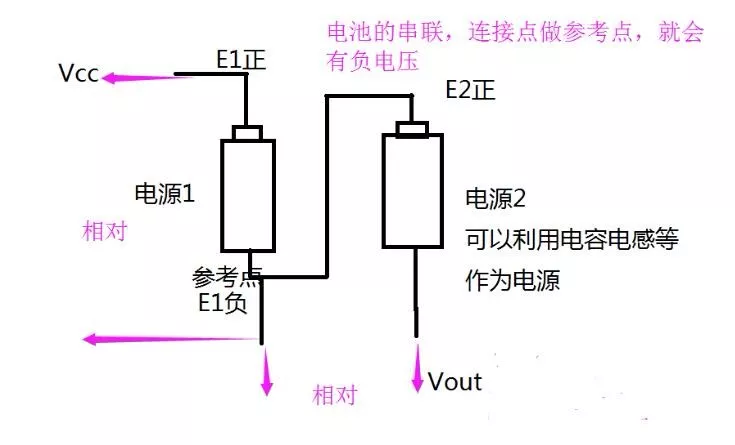 电池的串联，连接点做参考点，就会
有负电压
E1正
Vcc
E2正
电源1
电源2
相对
可以利用电容电感等
作为电源
参考点
E1负
相对
Vout